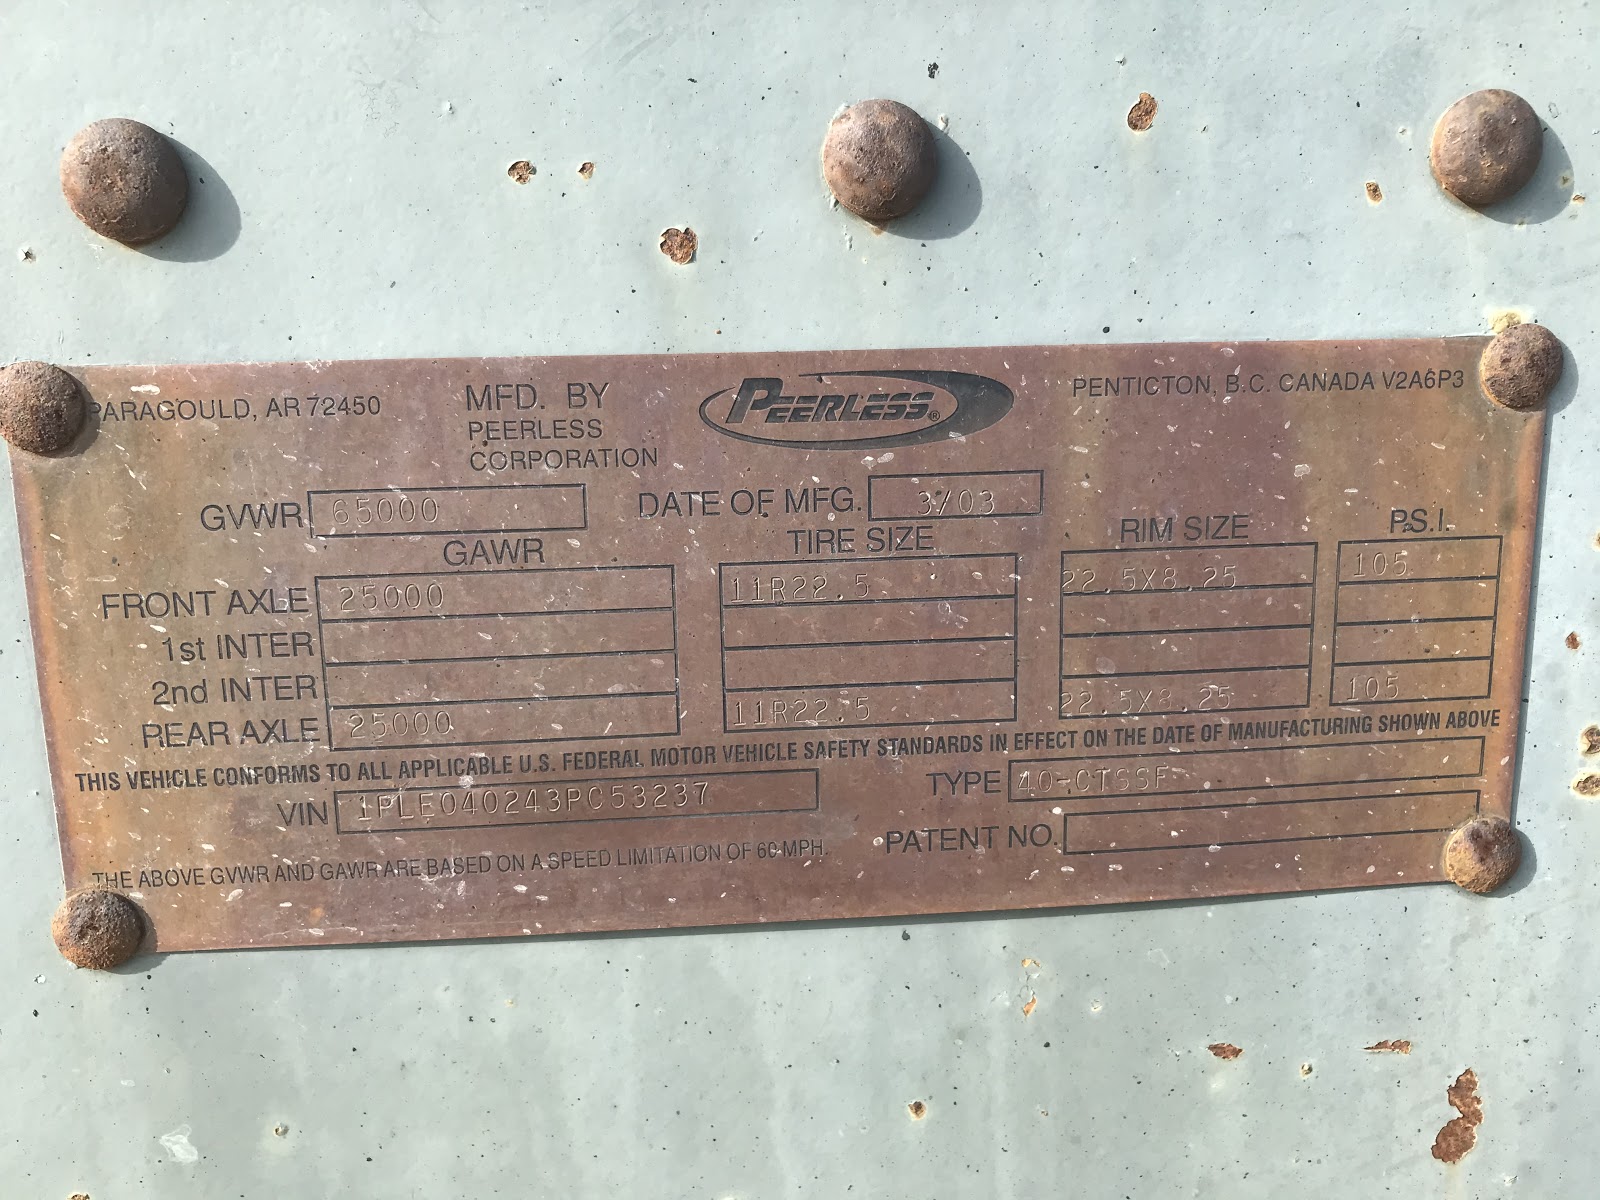 PARAGOULD, AR 72450
MFD. BY
PEERLESS
CORPORATION
PEERLESS®
PENTICTON, B.C. CANADA V2A6P3
GVWR 65000
DATE OF MFG. 3/03
GAWR TIRE SIZE RIM SIZE P.S.I.
FRONT AXLE 25000 11R22.5 22.5X8.25 105
1st INTER
2nd INTER
REAR AXLE 25000 11R22.5 22.5X8.25 105
THIS VEHICLE CONFORMS TO ALL APPLICABLE U.S. FEDERAL MOTOR VEHICLE SAFETY STANDARDS IN EFFECT ON THE DATE OF MANUFACTURING SHOWN ABOVE
VIN 1PLE040243PC53237
TYPE 40-CTSSF
PATENT NO.
THE ABOVE GVWR AND GAWR ARE BASED ON A SPEED LIMITATION OF 60 MPH.